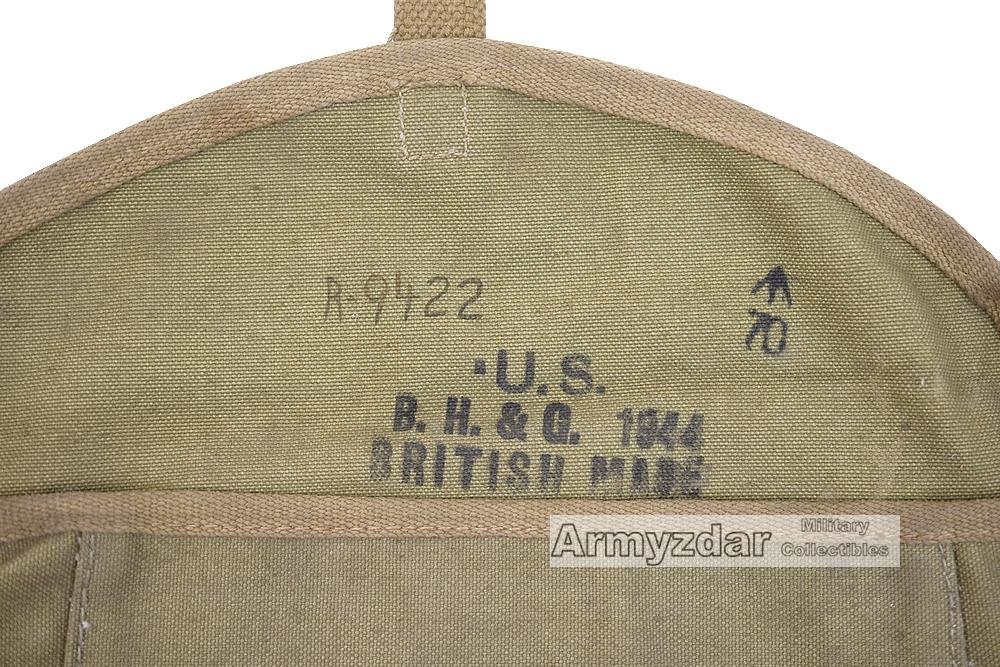 R-9422
70
U.S.
B. H. & G. 1944
BRITISH MADE
Armyzdar Military
Collectibles